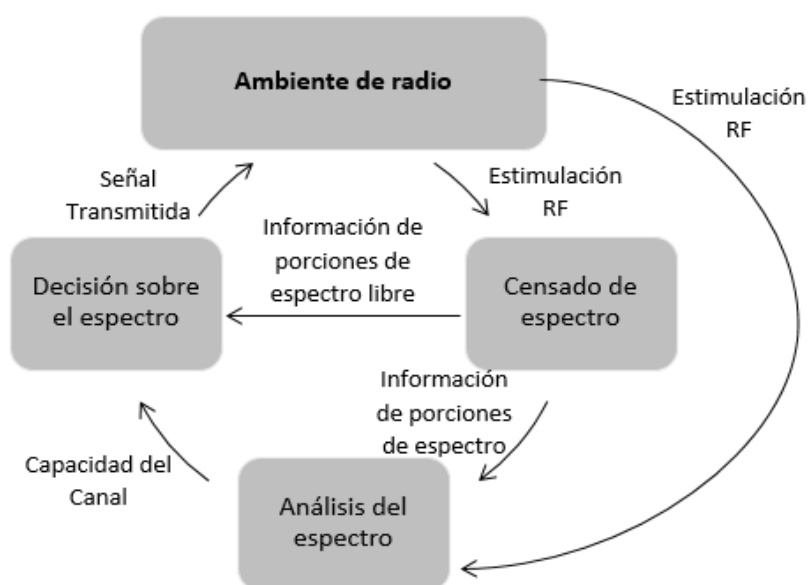 Ambiente de radio
Estimulación
RF
Señal
Transmitida
Estimulación
RF
Información de
porciones de
espectro libre
Decisión sobre
el espectro
Censado de
espectro
Información
de porciones
de espectro
Capacidad del
Canal
Análisis del
espectro